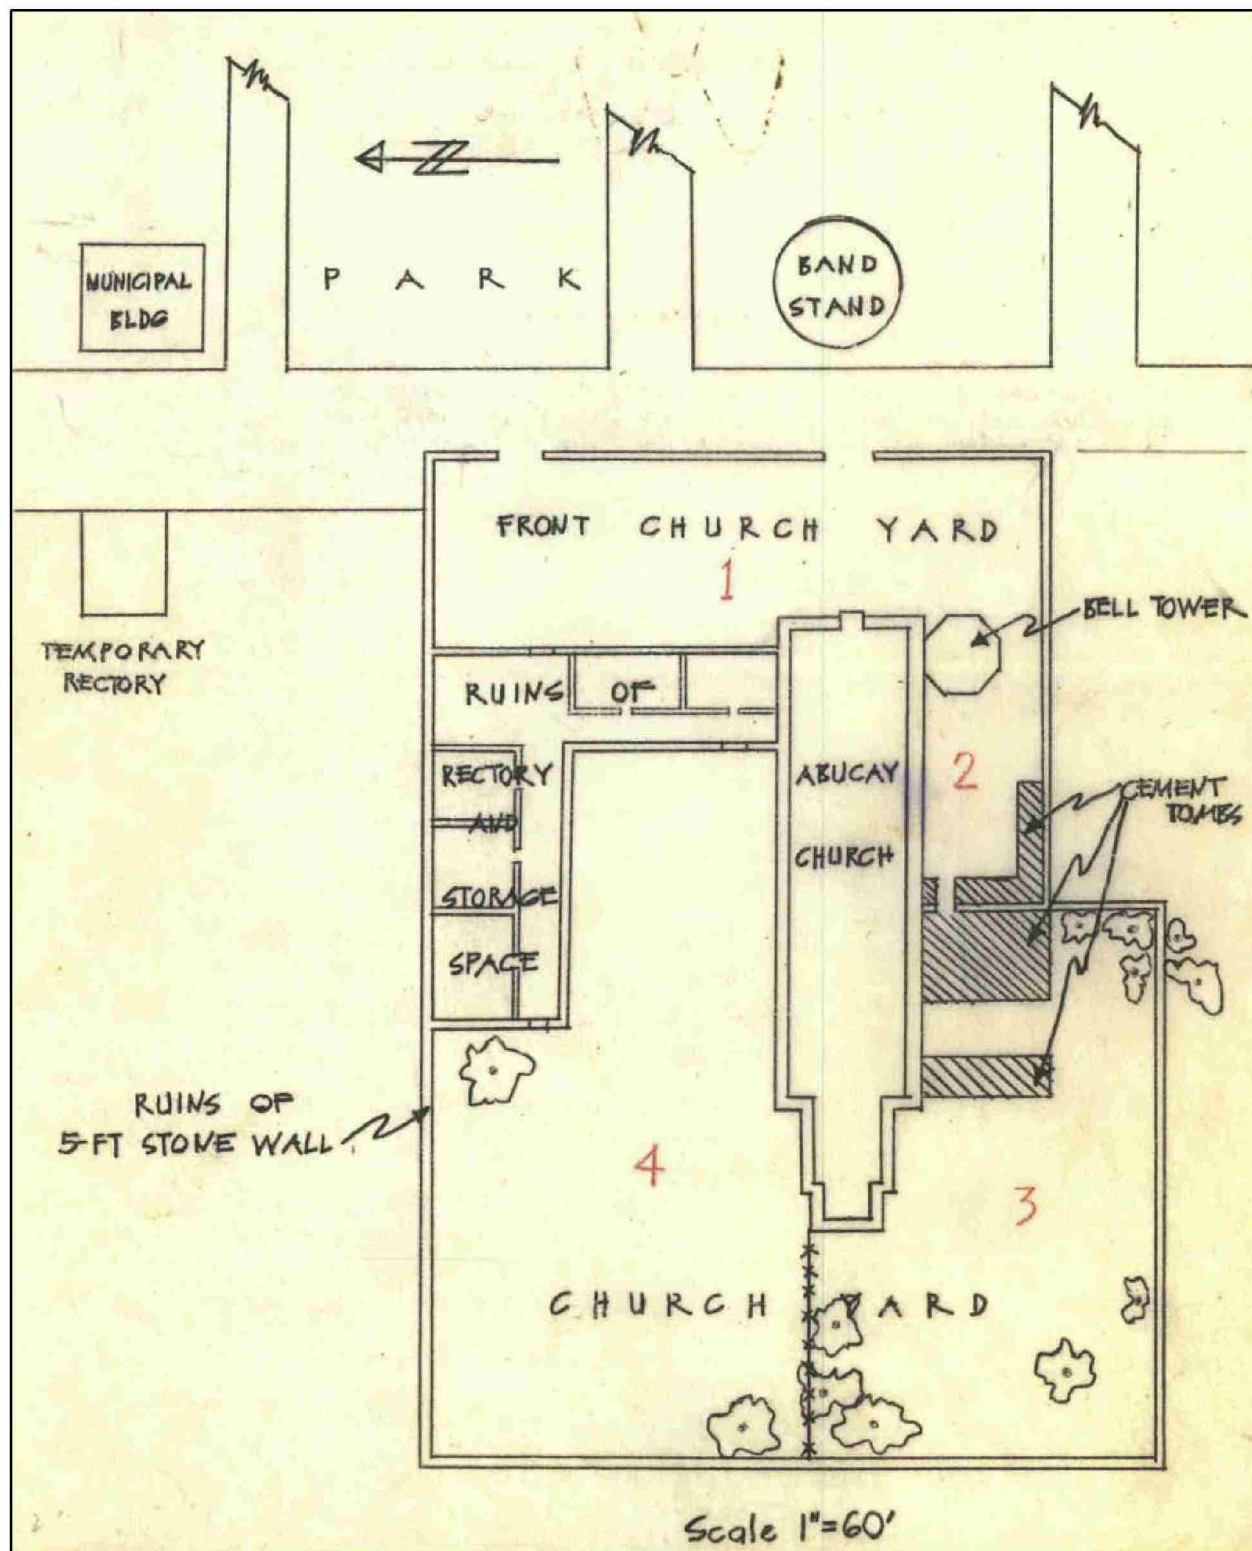 MUNICIPAL
BLDG
PARK
BAND
STAND
FRONT CHURCH YARD
1
BELL TOWER
TEMPORARY
RECTORY
RUINS OF
RECTORY
AND
STORAGE
SPACE
ABUCAY
CHURCH
2
CEMENT
TOMBS
RUINS OF
5-FT STONE WALL
4
3
CHURCH YARD
Scale 1"=60'